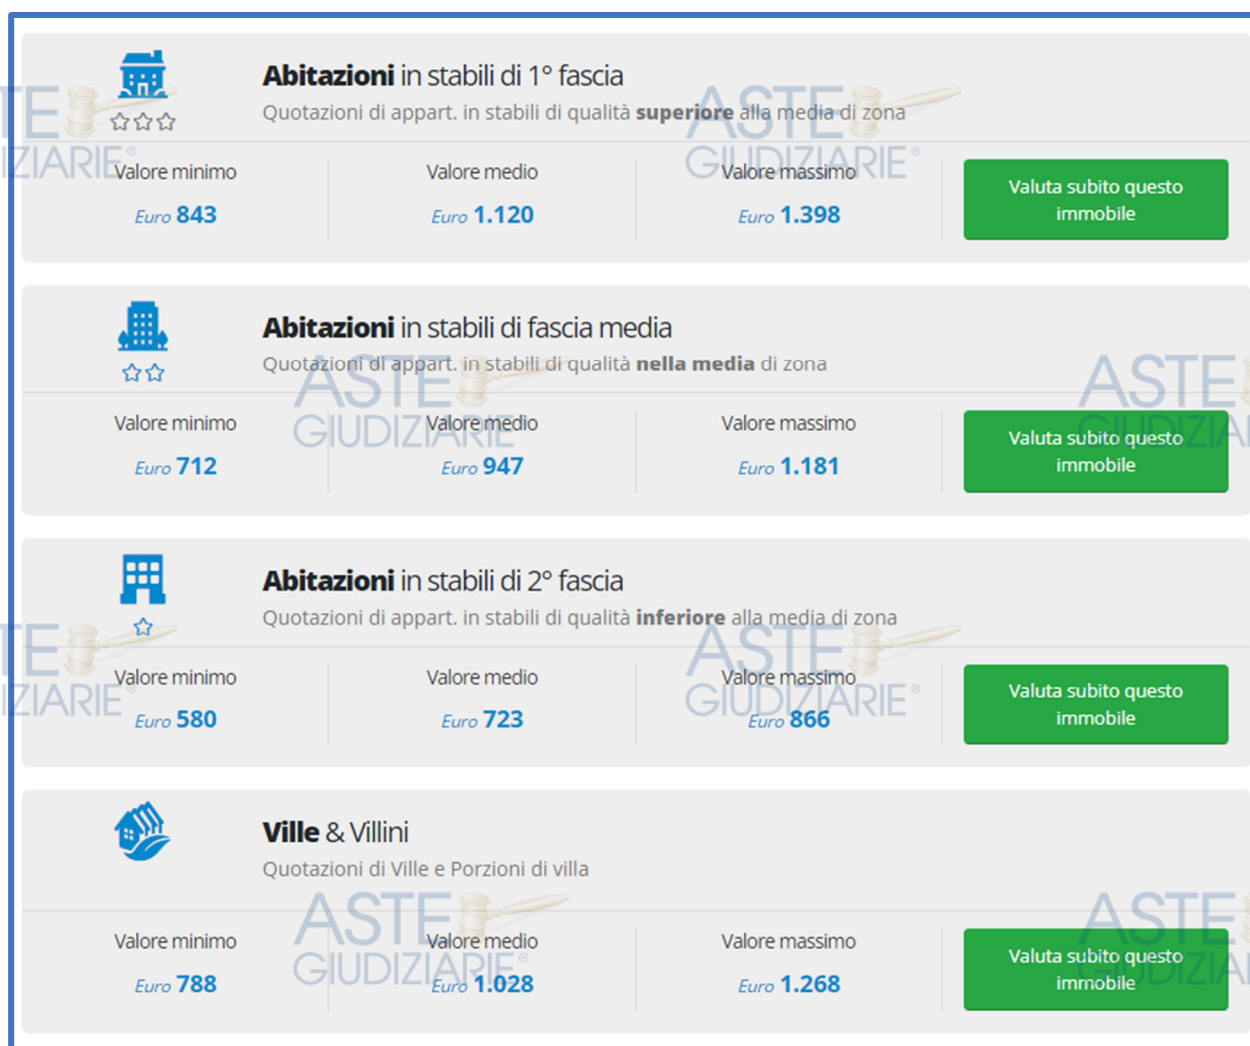 Abitazioni in stabili di 1° fascia
Quotazioni di appart. in stabili di qualità superiore alla media di zona
Valore minimo
Valore medio
Valore massimo
Euro 843
Euro 1.120
Euro 1.398
Valuta subito questo
immobile
ASTE
GIUDIZIARIE®
Abitazioni in stabili di fascia media
Quotazioni di appart. in stabili di qualità nella media di zona
Valore minimo
Valore medio
Valore massimo
Euro 712
Euro 947
Euro 1.181
Valuta subito questo
immobile
ASTE
GIUDIZIARIE
Abitazioni in stabili di 2° fascia
Quotazioni di appart. in stabili di qualità inferiore alla media di zona
Valore minimo
Valore medio
Valore massimo
Euro 580
Euro 723
Euro 866
Valuta subito questo
immobile
ASTE
GIUDIZIARIE®
Ville & Villini
Quotazioni di Ville e Porzioni di villa
Valore minimo
Valore medio
Valore massimo
Euro 788
Euro 1.028
Euro 1.268
Valuta subito questo
immobile
ASTE
GIUDIZIARIE®